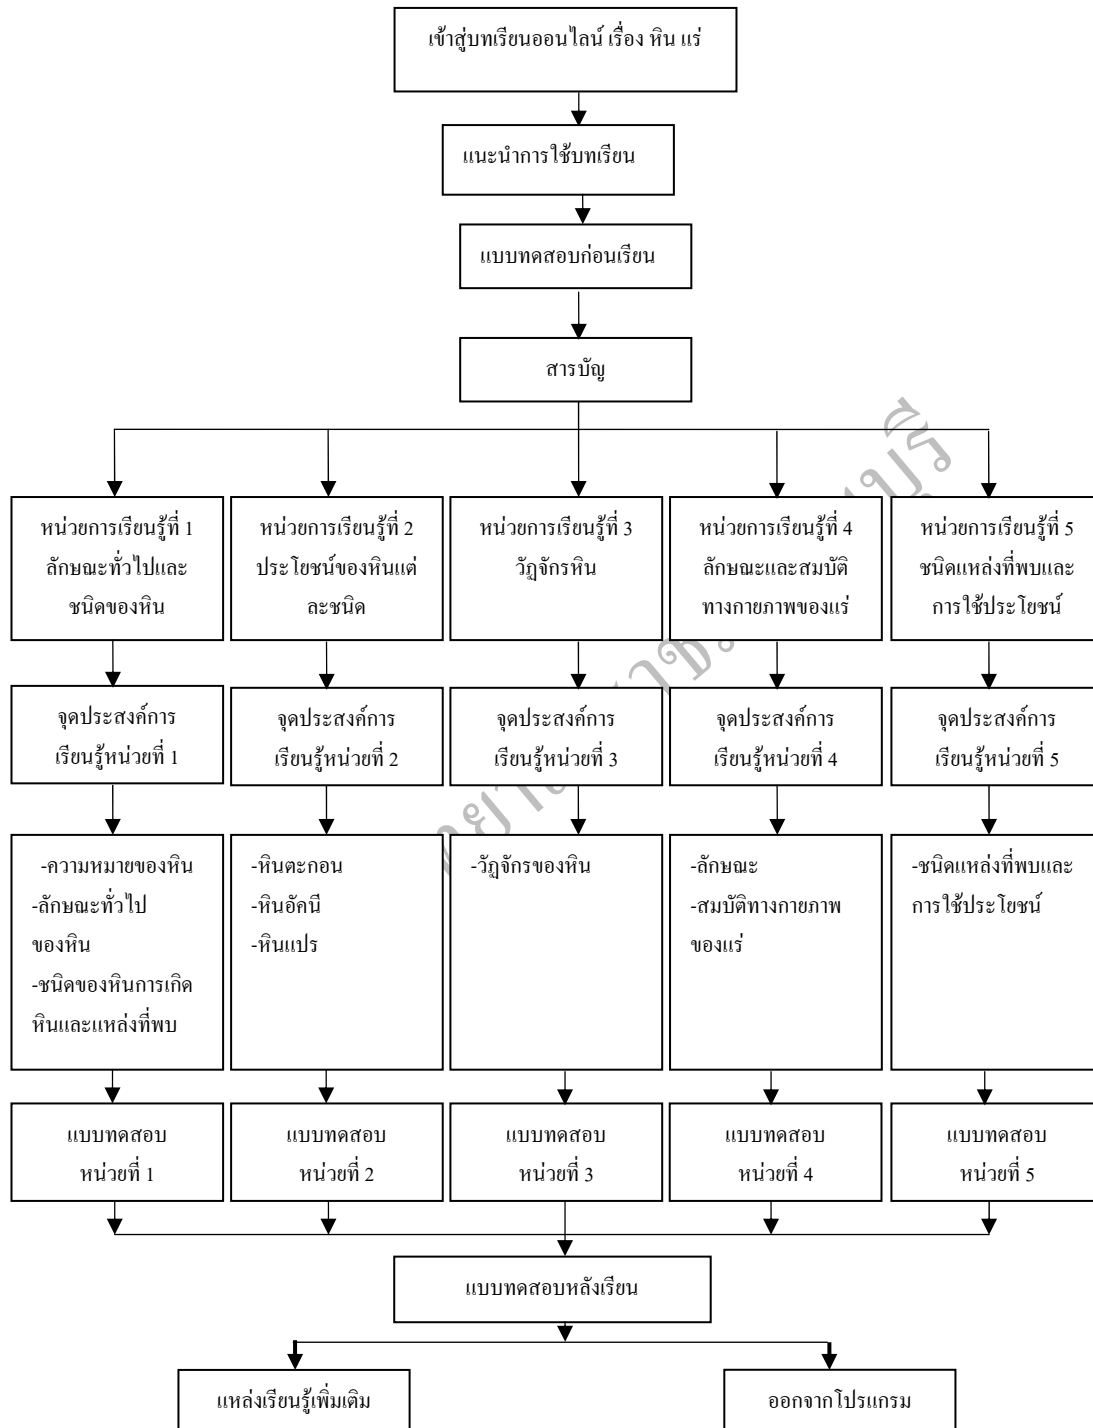 เข้าสู่บทเรียนออนไลน์ เรื่อง หิน แร่
แนะนำการใช้บทเรียน
แบบทดสอบก่อนเรียน
สารบัญ
หน่วยการเรียนรู้ที่ 1
ลักษณะทั่วไปและ
ชนิดของหิน
หน่วยการเรียนรู้ที่ 2
ประโยชน์ของหินแต่
ละชนิด
หน่วยการเรียนรู้ที่ 3
วัฏจักรหิน
หน่วยการเรียนรู้ที่ 4
ลักษณะและสมบัติ
ทางกายภาพของแร่
หน่วยการเรียนรู้ที่ 5
ชนิดแหล่งที่พบและ
การใช้ประโยชน์
จุดประสงค์การ
เรียนรู้หน่วยที่ 1
จุดประสงค์การ
เรียนรู้หน่วยที่ 2
จุดประสงค์การ
เรียนรู้หน่วยที่ 3
จุดประสงค์การ
เรียนรู้หน่วยที่ 4
จุดประสงค์การ
เรียนรู้หน่วยที่ 5
-ความหมายของหิน
-ลักษณะทั่วไป
ของหิน
-ชนิดของหินการเกิด
หินและแหล่งที่พบ
-หินตะกอน
-หินอัคนี
-หินแปร
-วัฏจักรของหิน
-ลักษณะ
-สมบัติทางกายภาพ
ของแร่
-ชนิดแหล่งที่พบและ
การใช้ประโยชน์
แบบทดสอบ
หน่วยที่ 1
แบบทดสอบ
หน่วยที่ 2
แบบทดสอบ
หน่วยที่ 3
แบบทดสอบ
หน่วยที่ 4
แบบทดสอบ
หน่วยที่ 5
แบบทดสอบหลังเรียน
แหล่งเรียนรู้เพิ่มเติม
ออกจากโปรแกรม